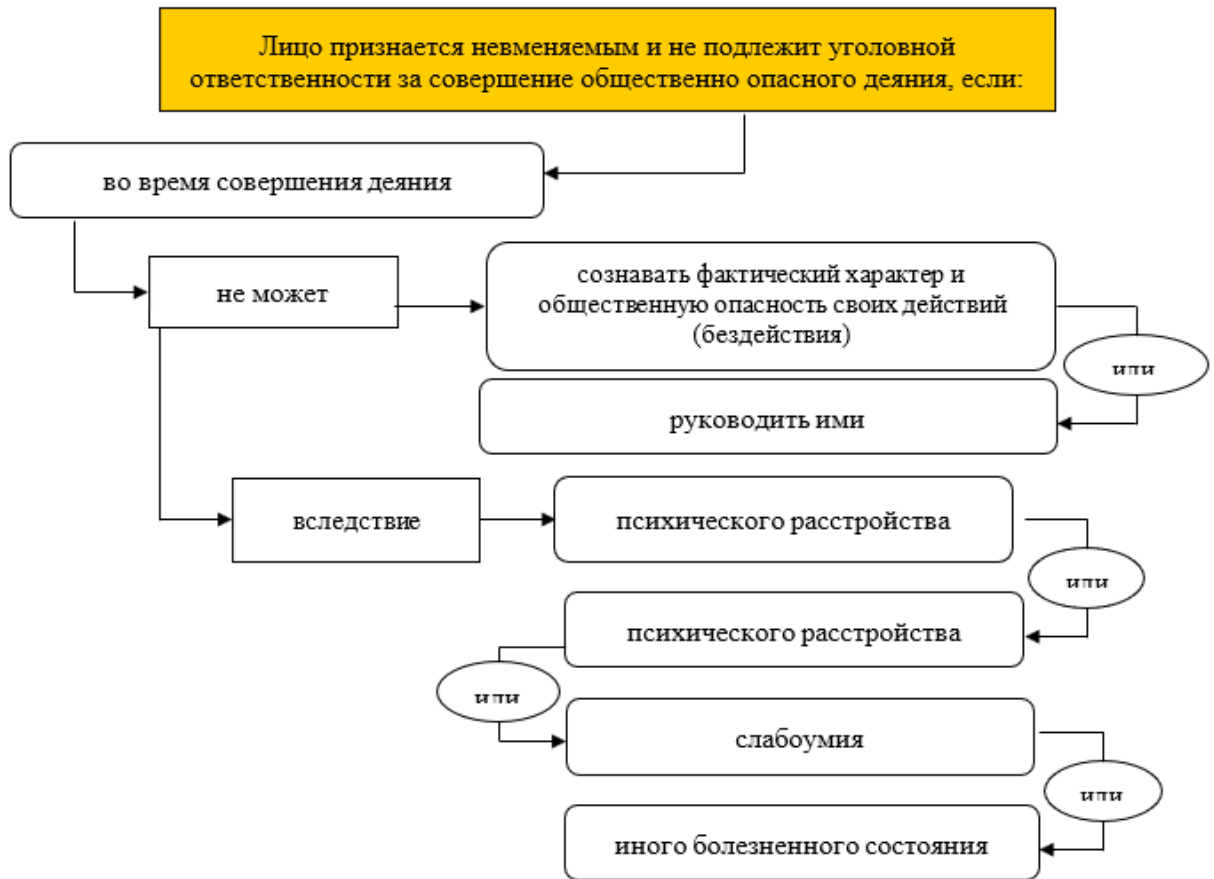 Лицо признается невменяемым и не подлежит уголовной
ответственности за совершение общественно опасного деяния, если:
во время совершения деяния
не может
сознавать фактический характер и
общественную опасность своих действий
(бездействия)
или
руководить ими
вследствие
психического расстройства
или
психического расстройства
или
слабоумия
или
иного болезненного состояния